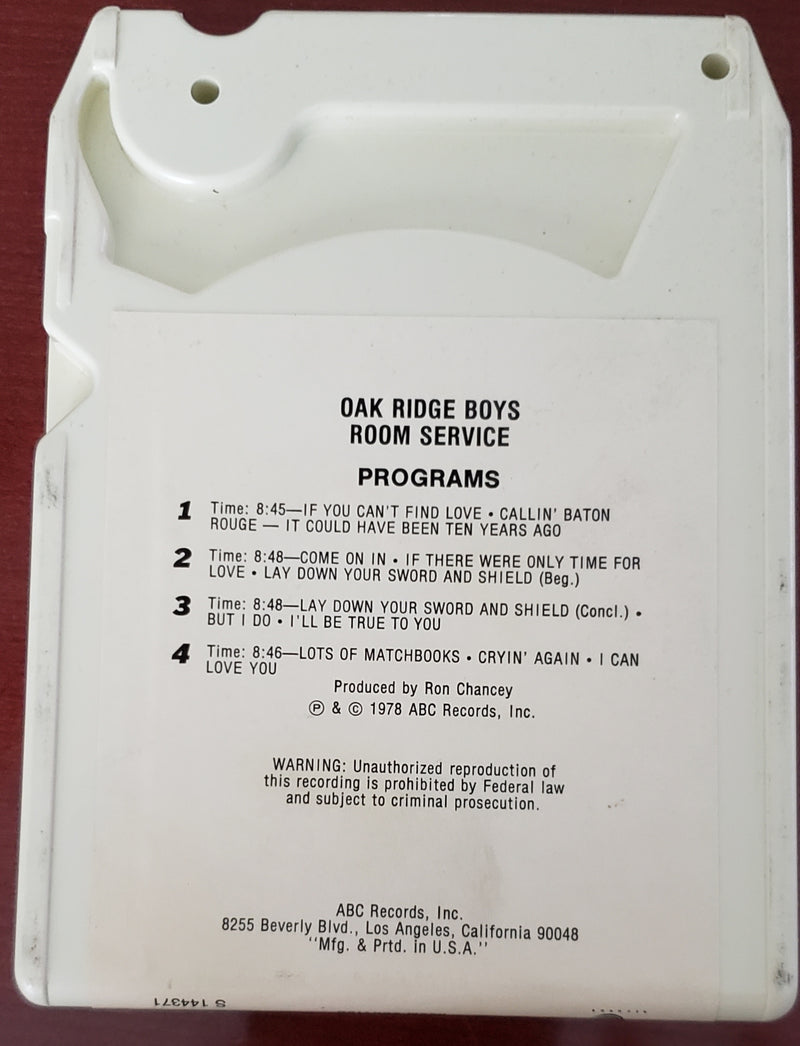 OAK RIDGE BOYS
ROOM SERVICE
PROGRAMS
1 Time: 8:45—IF YOU CAN'T FIND LOVE • CALLIN' BATON
ROUGE — IT COULD HAVE BEEN TEN YEARS AGO
2 Time: 8:48—COME ON IN • IF THERE WERE ONLY TIME FOR
LOVE • LAY DOWN YOUR SWORD AND SHIELD (Beg.)
3 Time: 8:48—LAY DOWN YOUR SWORD AND SHIELD (Concl.) •
BUT I DO • I'LL BE TRUE TO YOU
4 Time: 8:46—LOTS OF MATCHBOOKS • CRYIN' AGAIN • I CAN
LOVE YOU
Produced by Ron Chancey
℗ & © 1978 ABC Records, Inc.
WARNING: Unauthorized reproduction of
this recording is prohibited by Federal law
and subject to criminal prosecution.
ABC Records, Inc.
8255 Beverly Blvd., Los Angeles, California 90048
"Mfg. & Prtd. in U.S.A."
S 144371